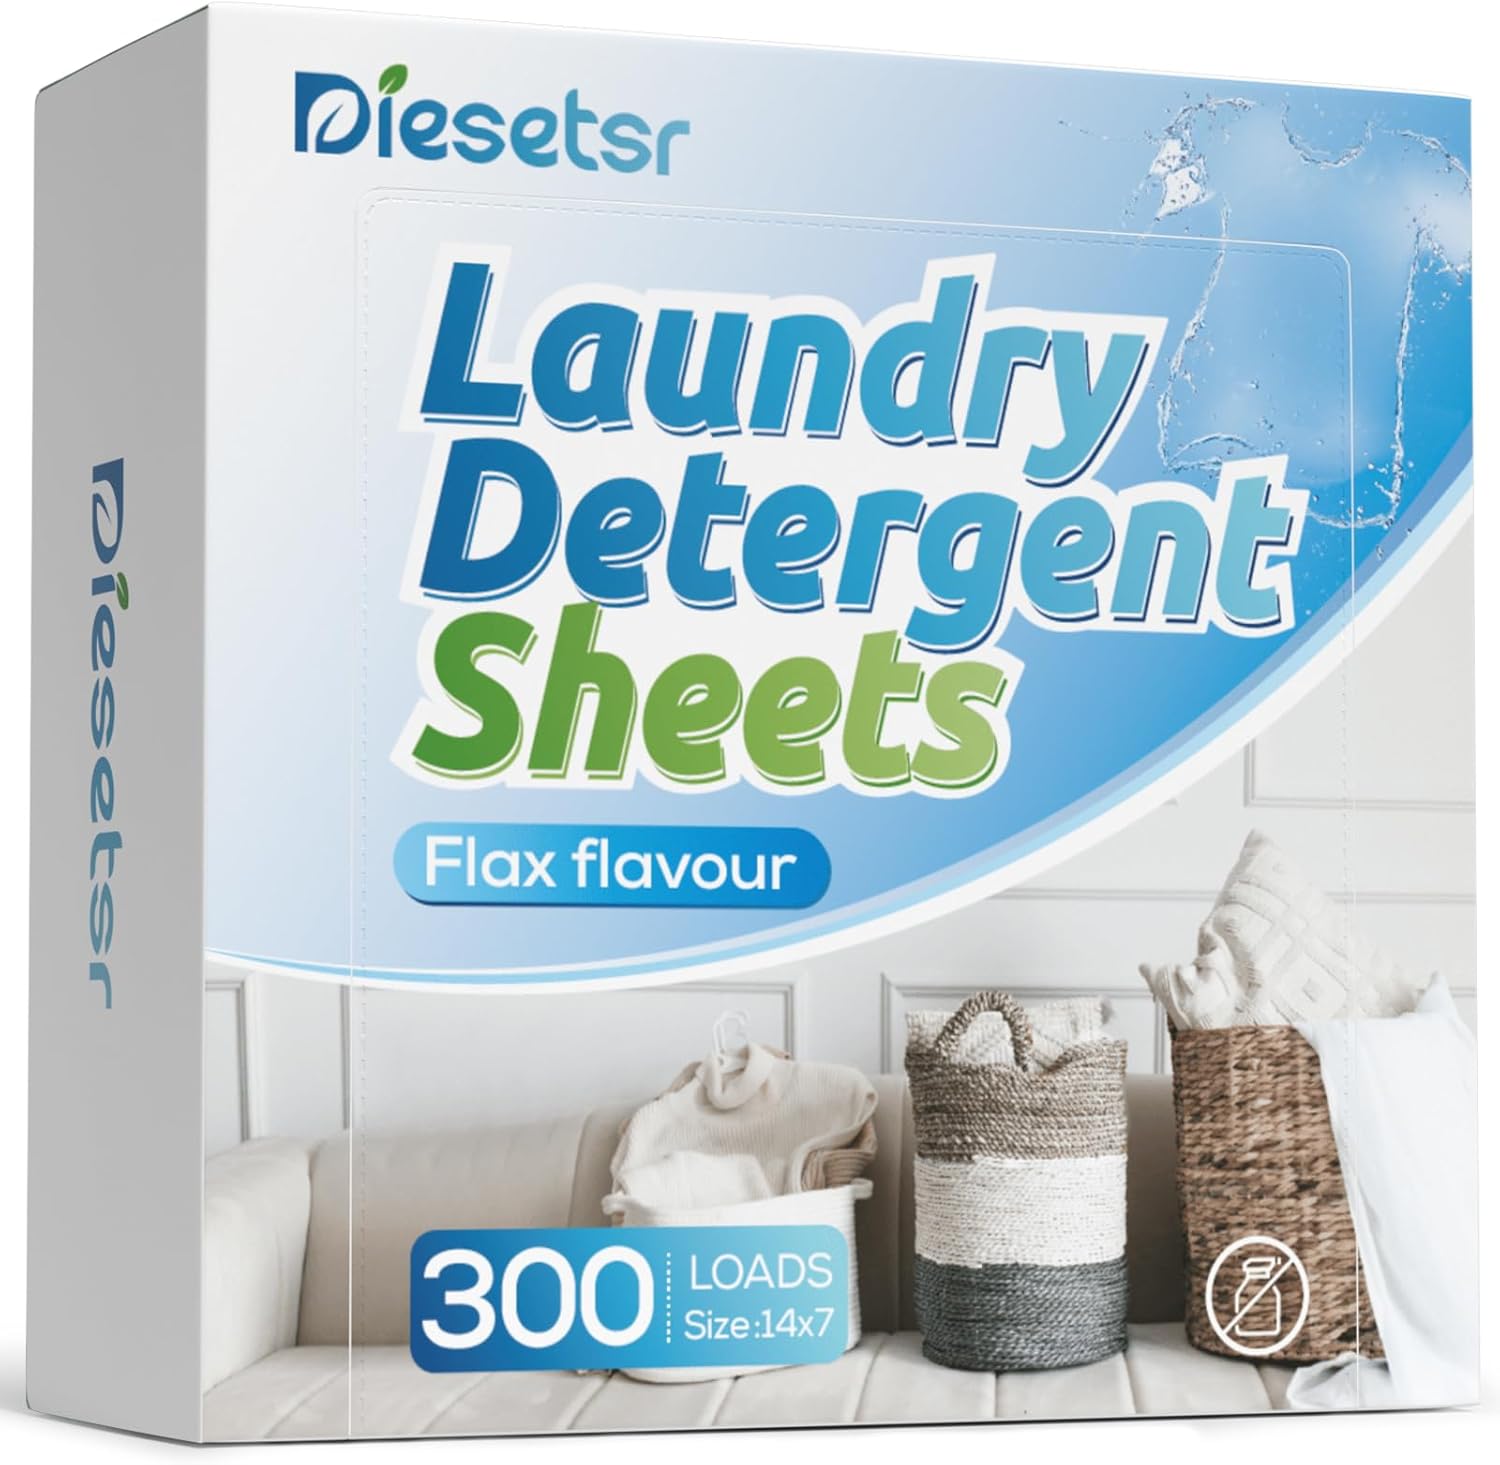 Diesetsr
Laundry
Detergent
Sheets
Flax flavour
300
LOADS
Size:14x7
Diesetsr